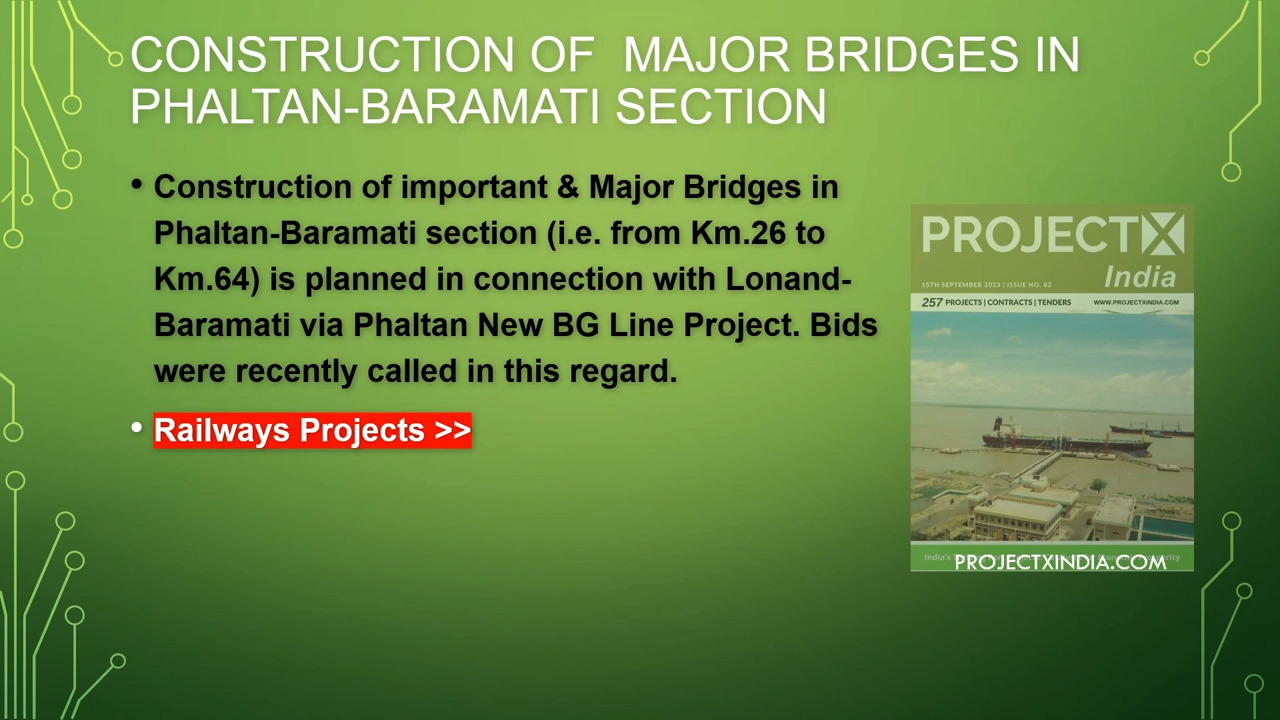 CONSTRUCTION OF MAJOR BRIDGES IN
PHALTAN-BARAMATI SECTION
• Construction of important & Major Bridges in
Phaltan-Baramati section (i.e. from Km.26 to
Km.64) is planned in connection with Lonand-
Baramati via Phaltan New BG Line Project. Bids
were recently called in this regard.
• Railways Projects >>
PROJECTX
India
15TH SEPTEMBER 2023 | ISSUE NO. 82
257 PROJECTS | CONTRACTS | TENDERS
WWW.PROJECTXINDIA.COM
India's
PROJECTXINDIA.COM